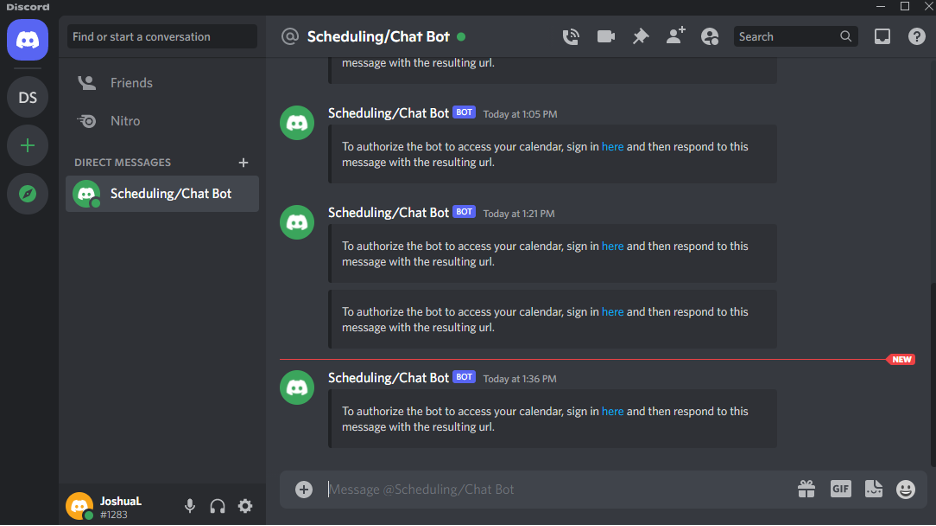 Discord
Find or start a conversation
Scheduling/Chat Bot
Search
DS
Friends
Nitro
DIRECT MESSAGES
Scheduling/Chat Bot
message with the resulting url.
Scheduling/Chat Bot BOT Today at 1:05 PM
To authorize the bot to access your calendar, sign in here and then respond to this
message with the resulting url.
Scheduling/Chat Bot BOT Today at 1:21 PM
To authorize the bot to access your calendar, sign in here and then respond to this
message with the resulting url.
To authorize the bot to access your calendar, sign in here and then respond to this
message with the resulting url.
NEW
Scheduling/Chat Bot BOT Today at 1:36 PM
To authorize the bot to access your calendar, sign in here and then respond to this
message with the resulting url.
JoshuaL
#1283
Message @Scheduling/Chat Bot
GIF